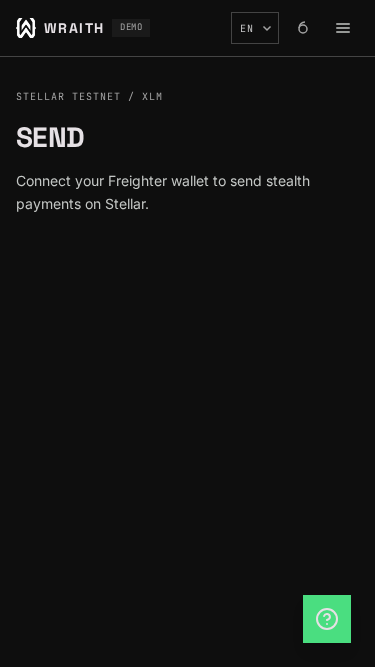 WRAITH DEMO EN
STELLAR TESTNET / XLM
SEND
Connect your Freighter wallet to send stealth
payments on Stellar.